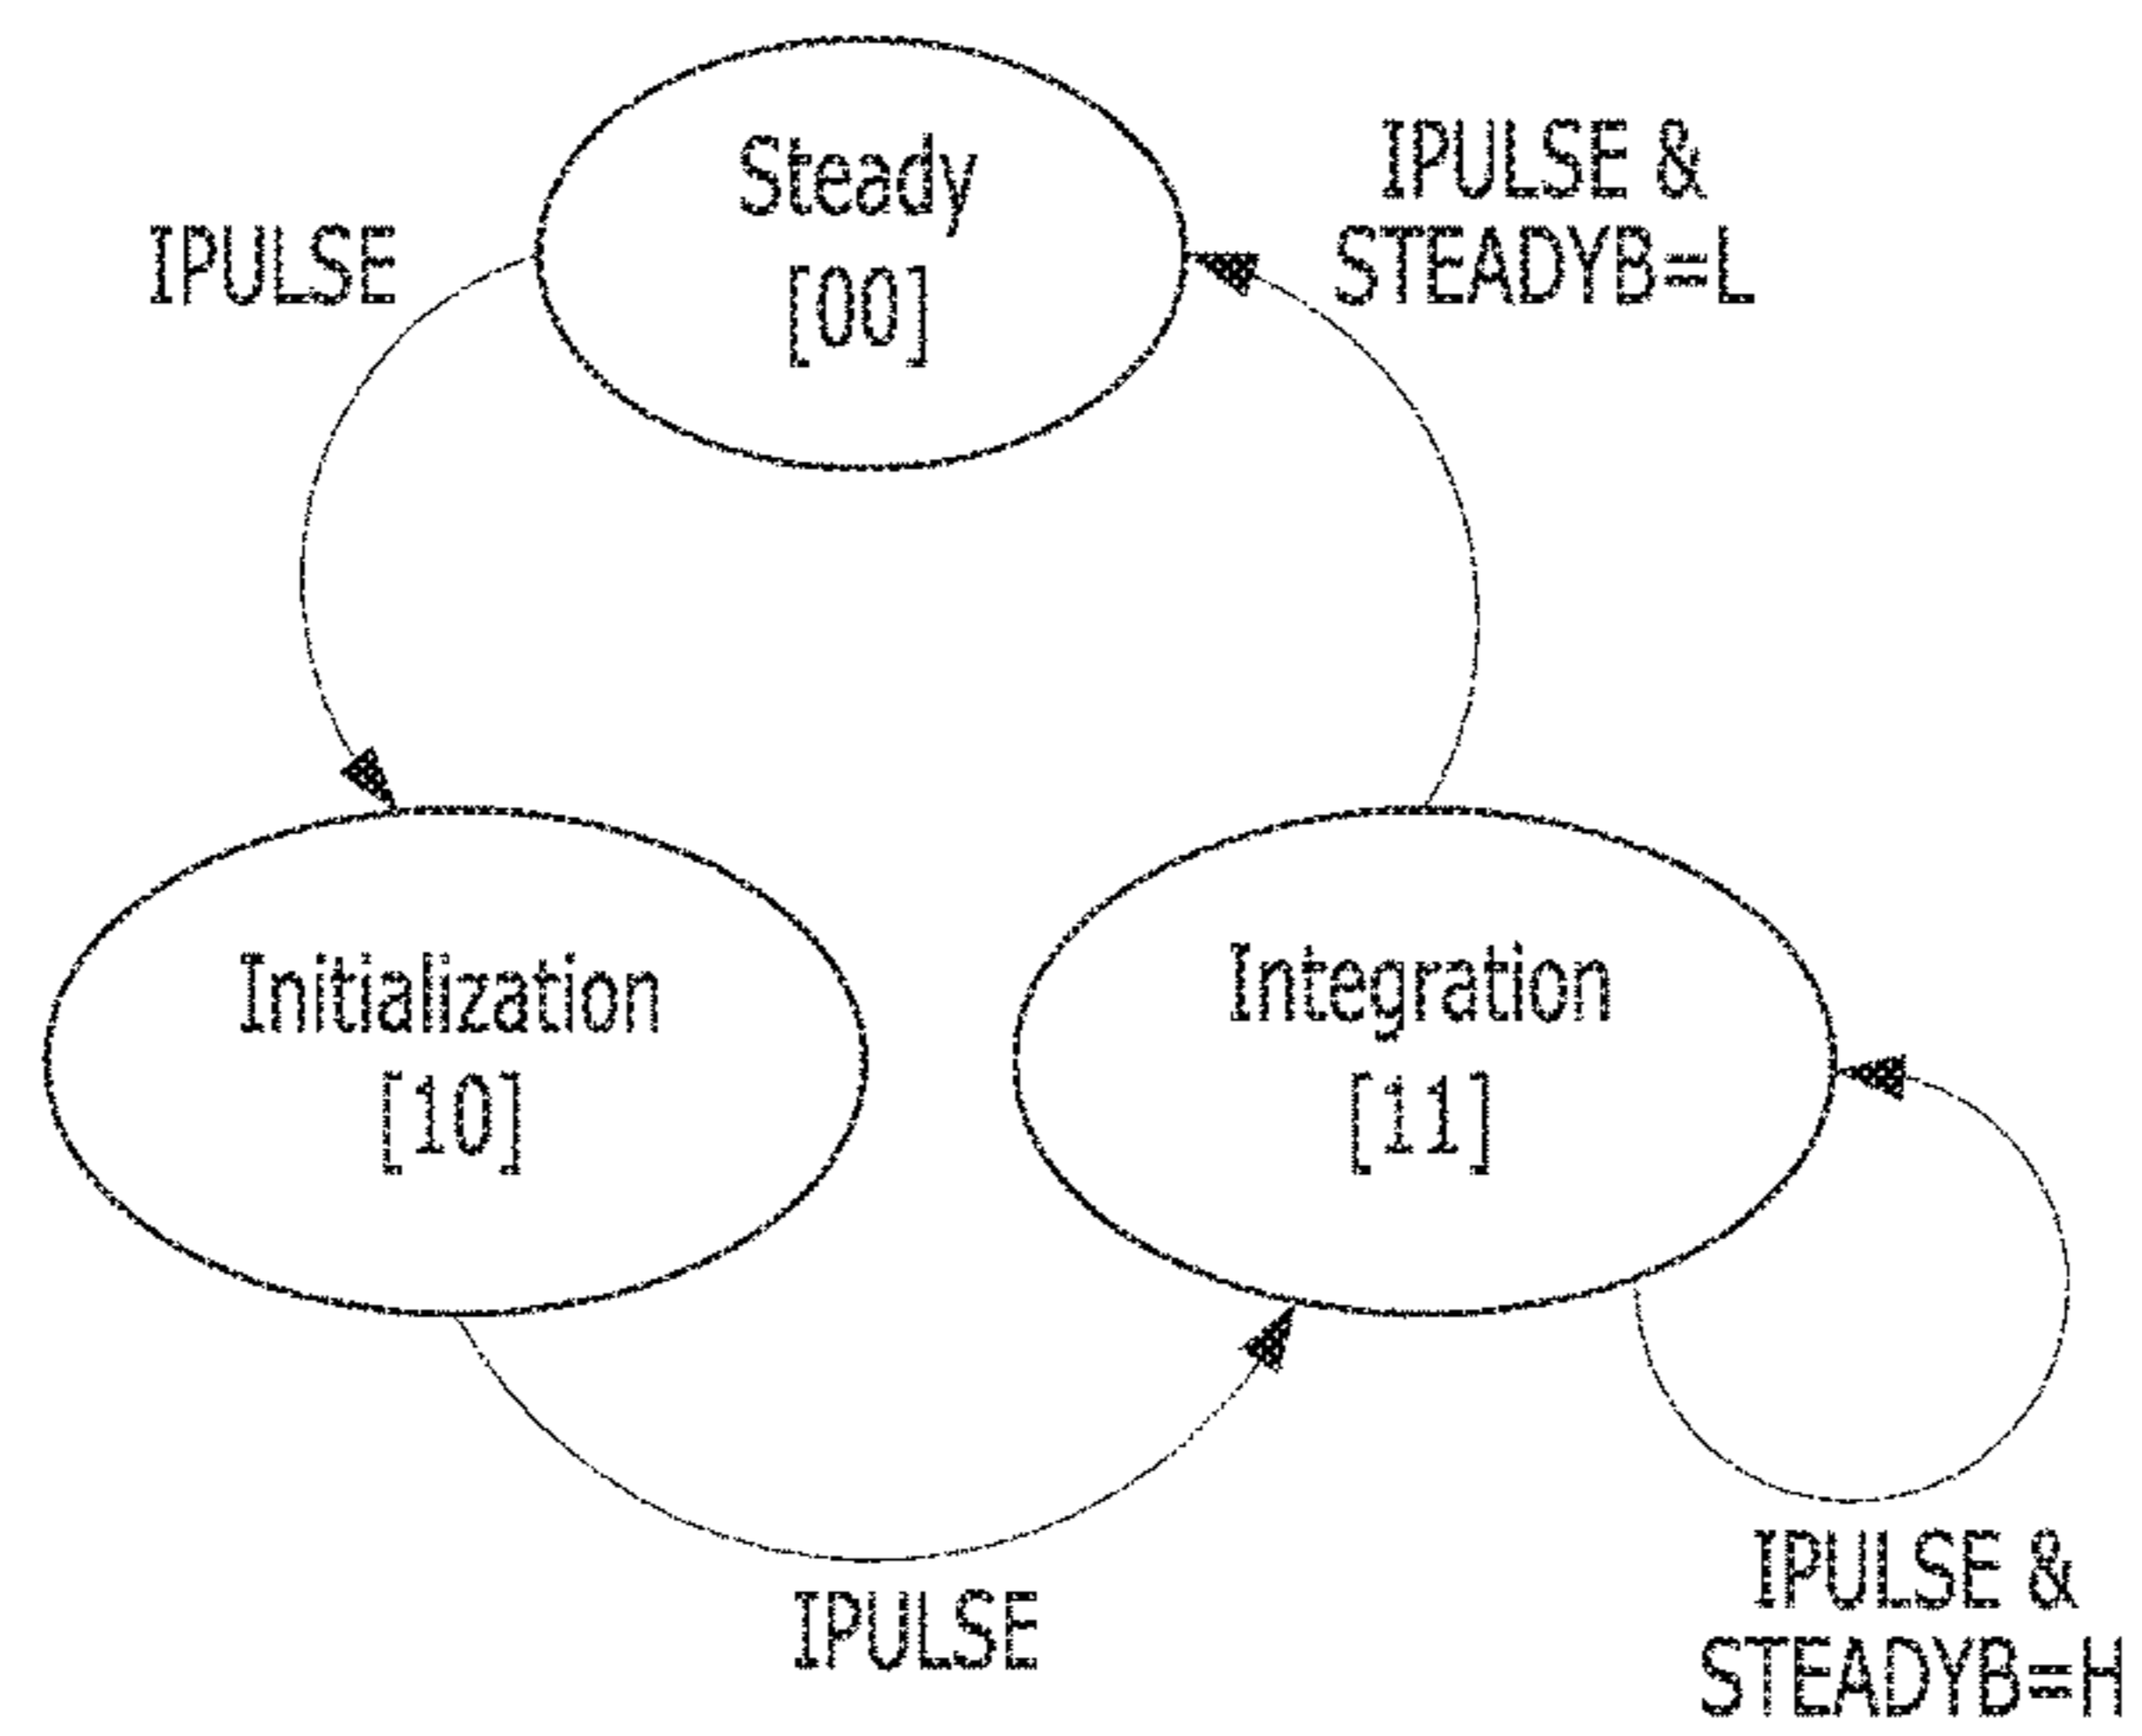 Steady
[00]
IPULSE
IPULSE &
STEADYB=L
Initialization
[10]
Integration
[11]
IPULSE
IPULSE &
STEADYB=H